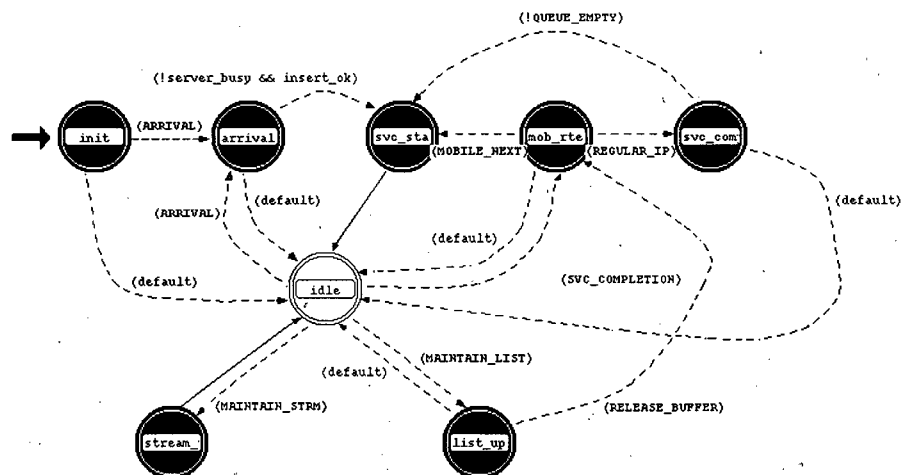 (!QUEUE_EMPTY)
(!server_busy && insert_ok)
init
(ARRIVAL)
arrival
svc_sta
(MOBILE_NEXT)
mob_rte
(REGULAR_IP)
svc_com
(ARRIVAL)
(default)
(default)
(default)
(default)
idle
(SVC_COMPLETION)
(default)
(MAINTAIN_LIST)
(MAINTAIN_STRM)
(RELEASE_BUFFER)
stream_
list_up